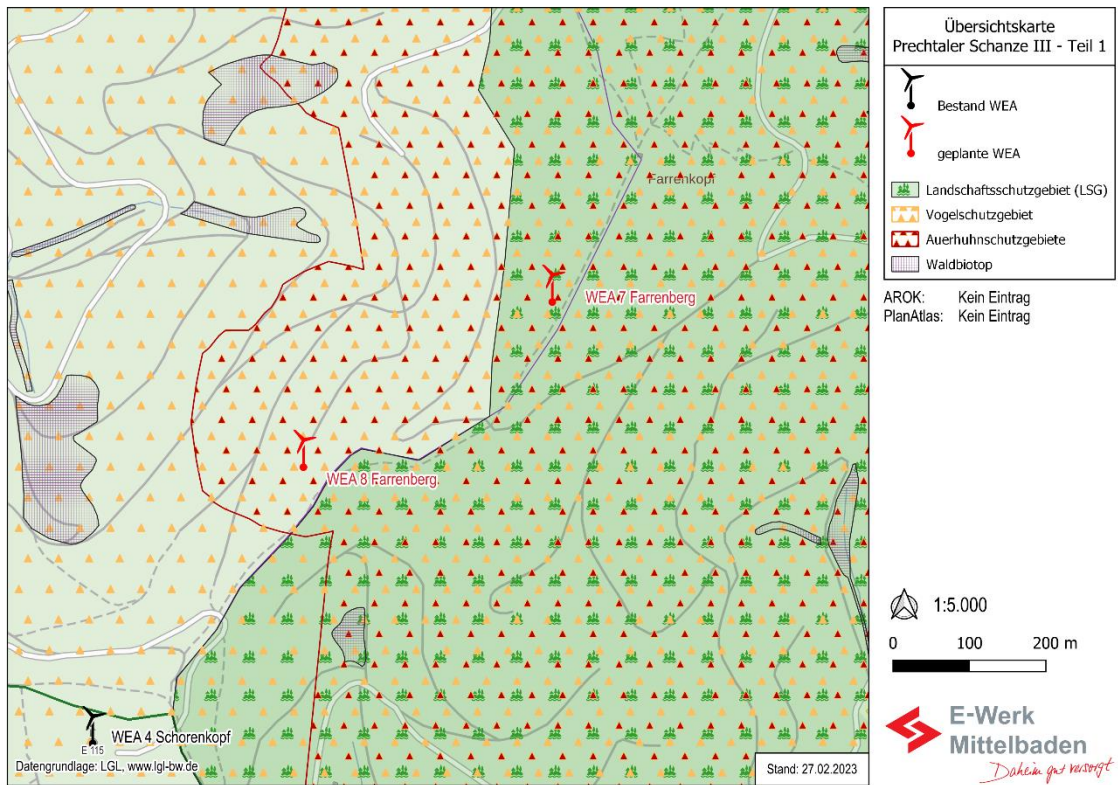 Übersichtskarte
Prechtaler Schanze III - Teil 1
Bestand WEA
geplante WEA
Landschaftsschutzgebiet (LSG)
Vogelschutzgebiet
Auerhuhnschutzgebiete
Waldbiotop
AROK: Kein Eintrag
PlanAtlas: Kein Eintrag
Farrenkopf
WEA 7 Farrenberg
WEA 8 Farrenberg
WEA 4 Schorenkopf
E 115
Datengrundlage: LGL, www.lgl-bw.de
Stand: 27.02.2023
1:5.000
0 100 200 m
E-Werk
Mittelbaden
Daheim gut versorgt